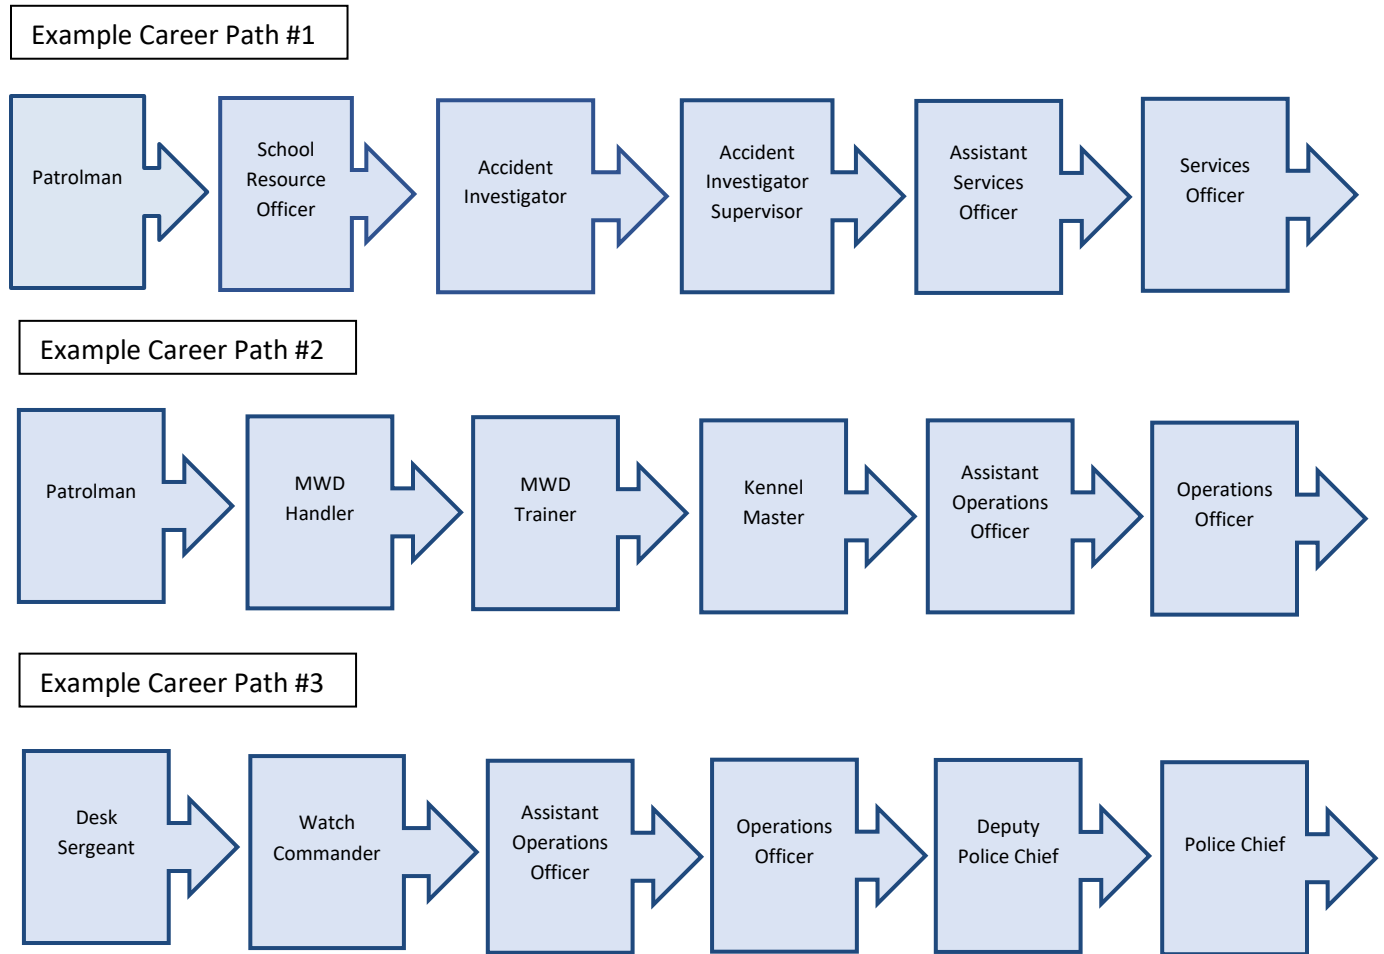 Example Career Path #1
Patrolman
School
Resource
Officer
Accident
Investigator
Accident
Investigator
Supervisor
Assistant
Services
Officer
Services
Officer
Example Career Path #2
Patrolman
MWD
Handler
MWD
Trainer
Kennel
Master
Assistant
Operations
Officer
Operations
Officer
Example Career Path #3
Desk
Sergeant
Watch
Commander
Assistant
Operations
Officer
Operations
Officer
Deputy
Police Chief
Police Chief